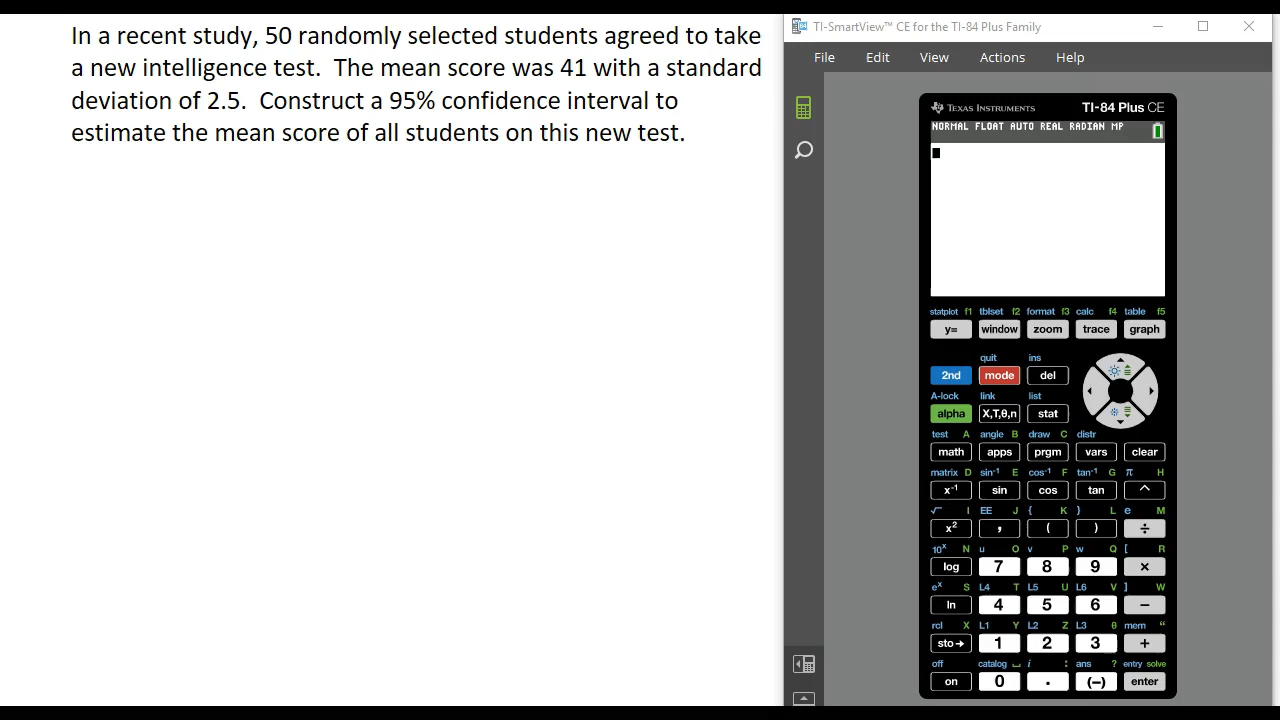 In a recent study, 50 randomly selected students agreed to take
a new intelligence test.  The mean score was 41 with a standard
deviation of 2.5.  Construct a 95% confidence interval to
estimate the mean score of all students on this new test.
TI-SmartView™ CE for the TI-84 Plus Family
File Edit View Actions Help
TEXAS INSTRUMENTS TI-84 Plus CE
NORMAL FLOAT AUTO REAL RADIAN MP
statplot f1 tblset f2 format f3 calc f4 table f5
y= window zoom trace graph
quit ins
2nd mode del
A-lock link list
alpha X,T,θ,n stat
test A angle B draw C distr
math apps prgm vars clear
matrix D sin⁻¹ E cos⁻¹ F tan⁻¹ G π H
x⁻¹ sin cos tan ^
√ I EE J { K } L e M
x² , ( ) ÷
10ˣ N u O v P w Q [ R
log 7 8 9 ×
eˣ S L4 T L5 U L6 V ] W
ln 4 5 6 −
rcl X L1 Y L2 Z L3 θ mem “
sto→ 1 2 3 +
off catalog ⎵ i : ans ? entry solve
on 0 . (−) enter